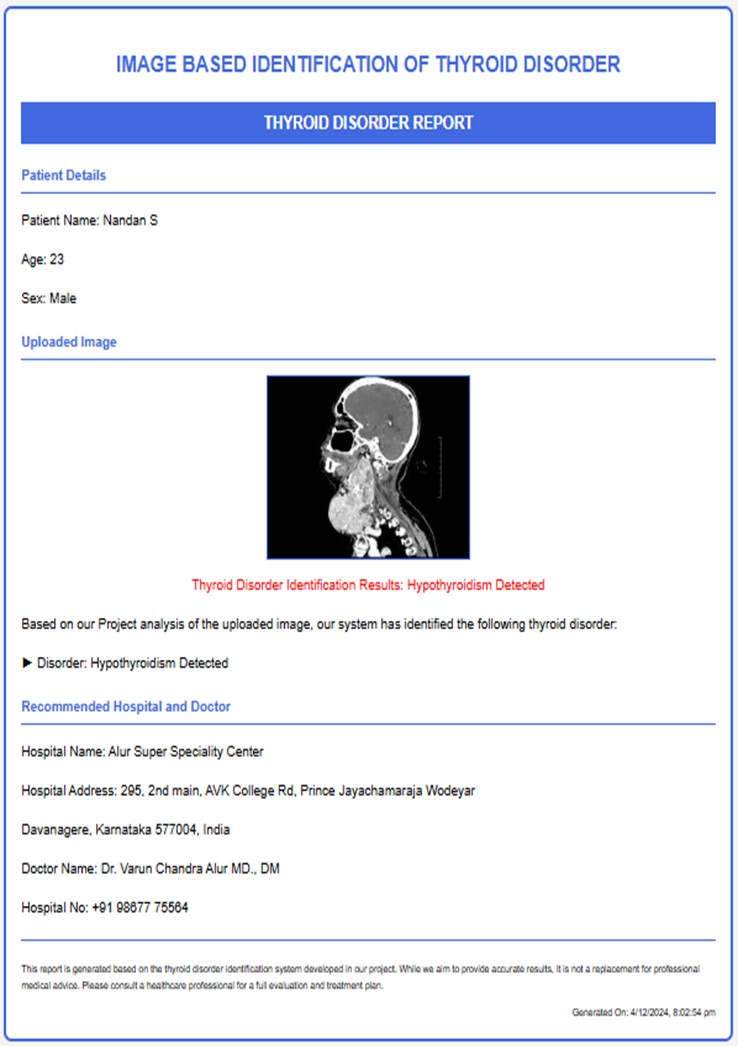 IMAGE BASED IDENTIFICATION OF THYROID DISORDER
THYROID DISORDER REPORT
Patient Details
Patient Name: Nandan S
Age: 23
Sex: Male
Uploaded Image
Thyroid Disorder Identification Results: Hypothyroidism Detected
Based on our Project analysis of the uploaded image, our system has identified the following thyroid disorder:
▶ Disorder: Hypothyroidism Detected
Recommended Hospital and Doctor
Hospital Name: Alur Super Speciality Center
Hospital Address: 295, 2nd main, AVK College Rd, Prince Jayachamaraja Wodeyar
Davanagere, Karnataka 577004, India
Doctor Name: Dr. Varun Chandra Alur MD., DM
Hospital No: +91 98677 75564
This report is generated based on the thyroid disorder identification system developed in our project. While we aim to provide accurate results, it is not a replacement for professional
medical advice. Please consult a healthcare professional for a full evaluation and treatment plan.
Generated On: 4/12/2024, 8:02:54 pm